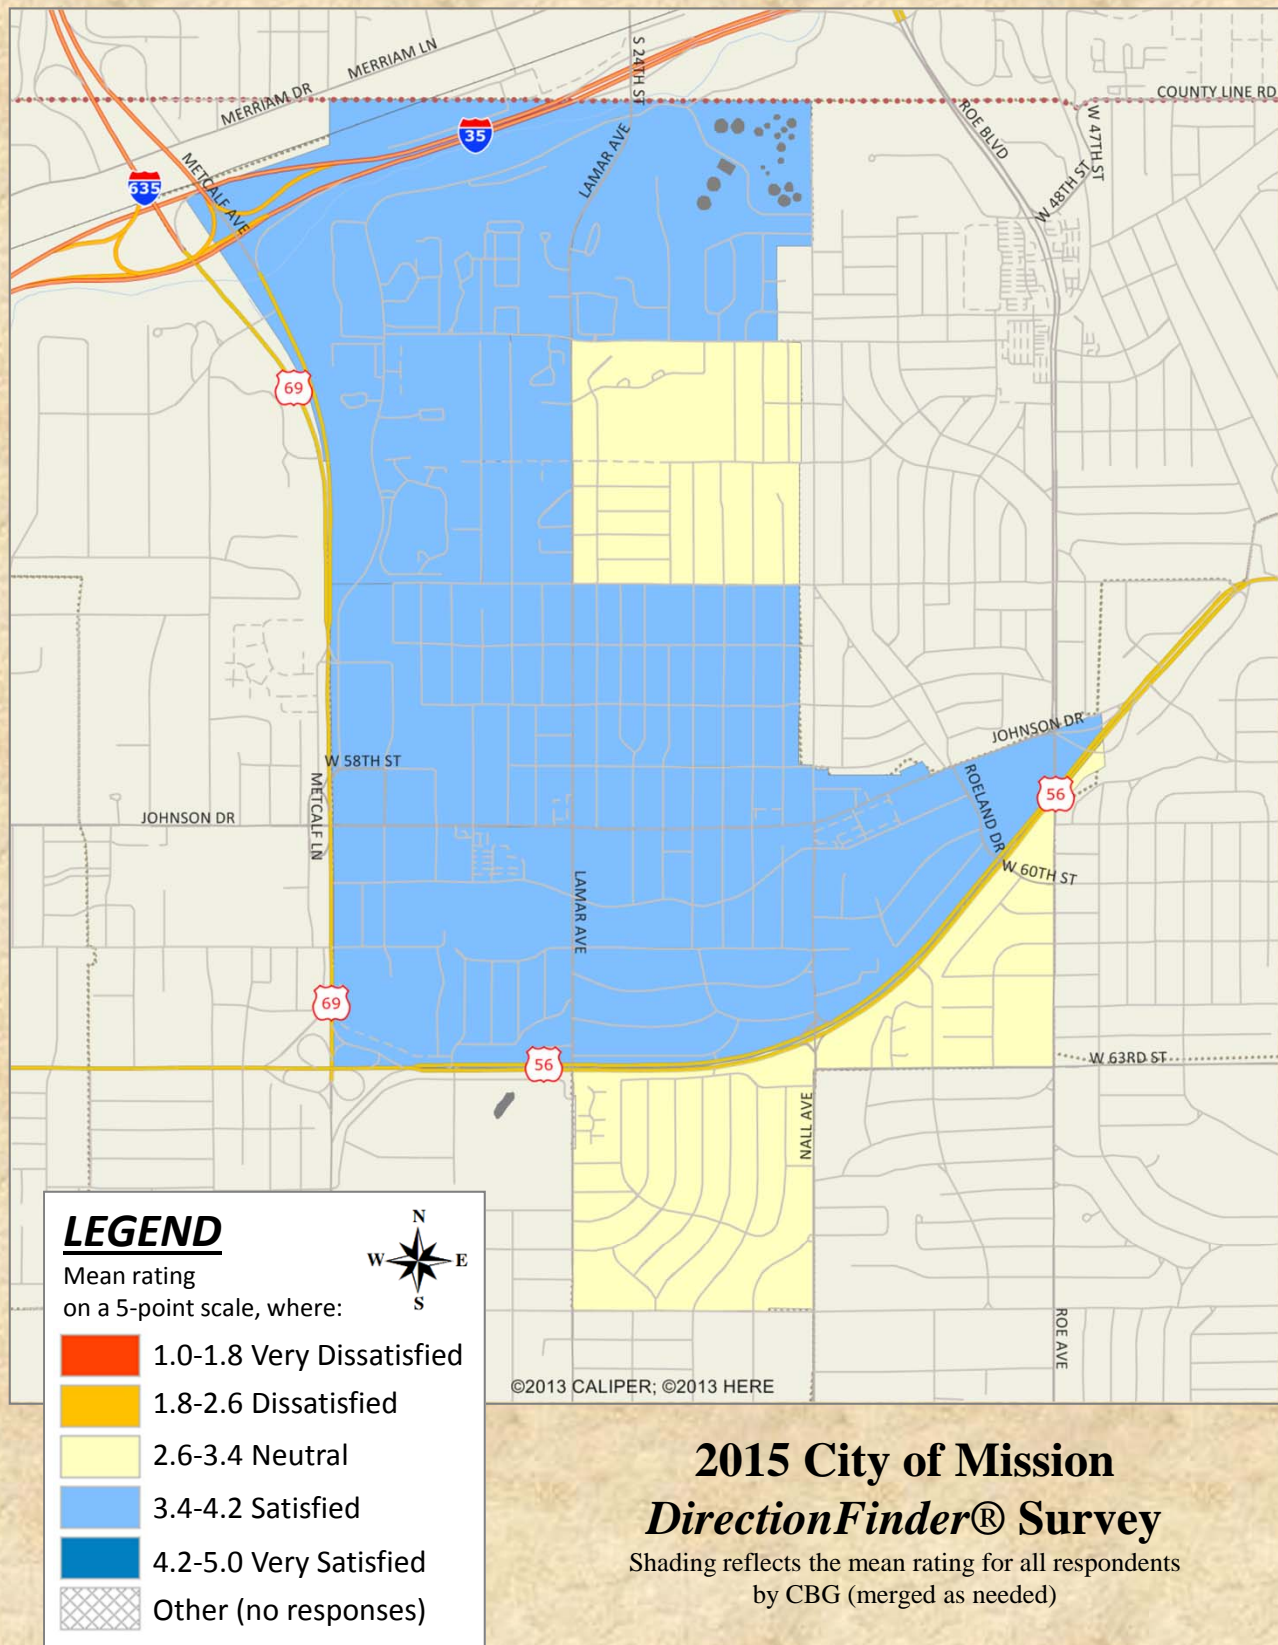 MERRIAM LN
S 24TH ST
MERRIAM DR
COUNTY LINE RD
ROE BLVD
W 47TH ST
35
LAMAR AVE
METCALF AVE
635
W 48TH ST
69
JOHNSON DR
W 58TH ST
ROELAND DR
56
METCALF LN
JOHNSON DR
W 60TH ST
LAMAR AVE
69
56
W 63RD ST
NALL AVE
ROE AVE
LEGEND
N
W E
S
Mean rating
on a 5-point scale, where:
1.0-1.8 Very Dissatisfied
1.8-2.6 Dissatisfied
2.6-3.4 Neutral
3.4-4.2 Satisfied
4.2-5.0 Very Satisfied
Other (no responses)
©2013 CALIPER; ©2013 HERE
2015 City of Mission
DirectionFinder® Survey
Shading reflects the mean rating for all respondents
by CBG (merged as needed)